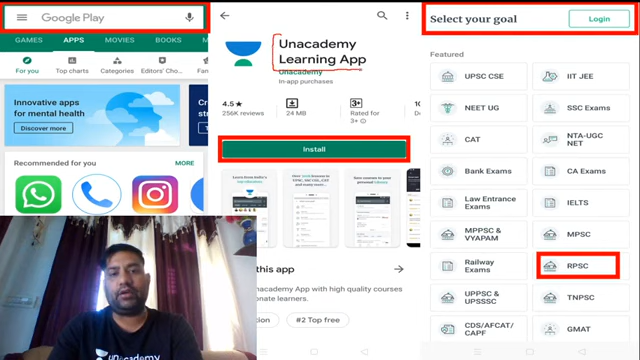 Google Play
GAMES
APPS
MOVIES
BOOKS
For you
Top charts
Categories
Editors' Cho...
Fam
Innovative apps
for mental health
Discover more
Recommended for you
MORE
Unacademy
Learning App
Unacademy
In-app purchases
4.5★
256K reviews
24 MB
3+
Rated for
3+
Install
this app
Unacademy App with high quality courses
onate learners.
#2 Top free
unacademy
Select your goal
Login
Featured
UPSC CSE
IIT JEE
NEET UG
SSC Exams
CAT
NTA-UGC
NET
Bank Exams
CA Exams
Law Entrance
Exams
IELTS
MPPSC &
VYAPAM
MPSC
Railway
Exams
RPSC
UPPSC &
UPSSSC
TNPSC
CDS/AFCAT/
CAPF
GMAT